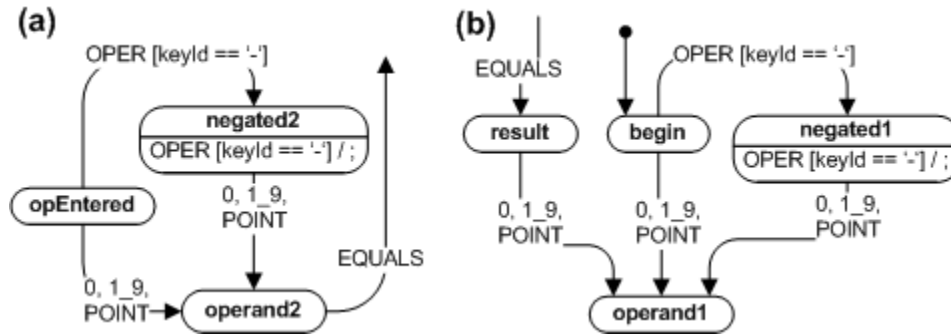 (a)
OPER [keyId == '-']
negated2
OPER [keyId == '-'] / ;
opEntered
0, 1_9,
POINT
EQUALS
0, 1_9,
POINT
operand2
(b)
EQUALS
OPER [keyId == '-']
result
begin
negated1
OPER [keyId == '-'] / ;
0, 1_9,
POINT
0, 1_9,
POINT
0, 1_9,
POINT
operand1